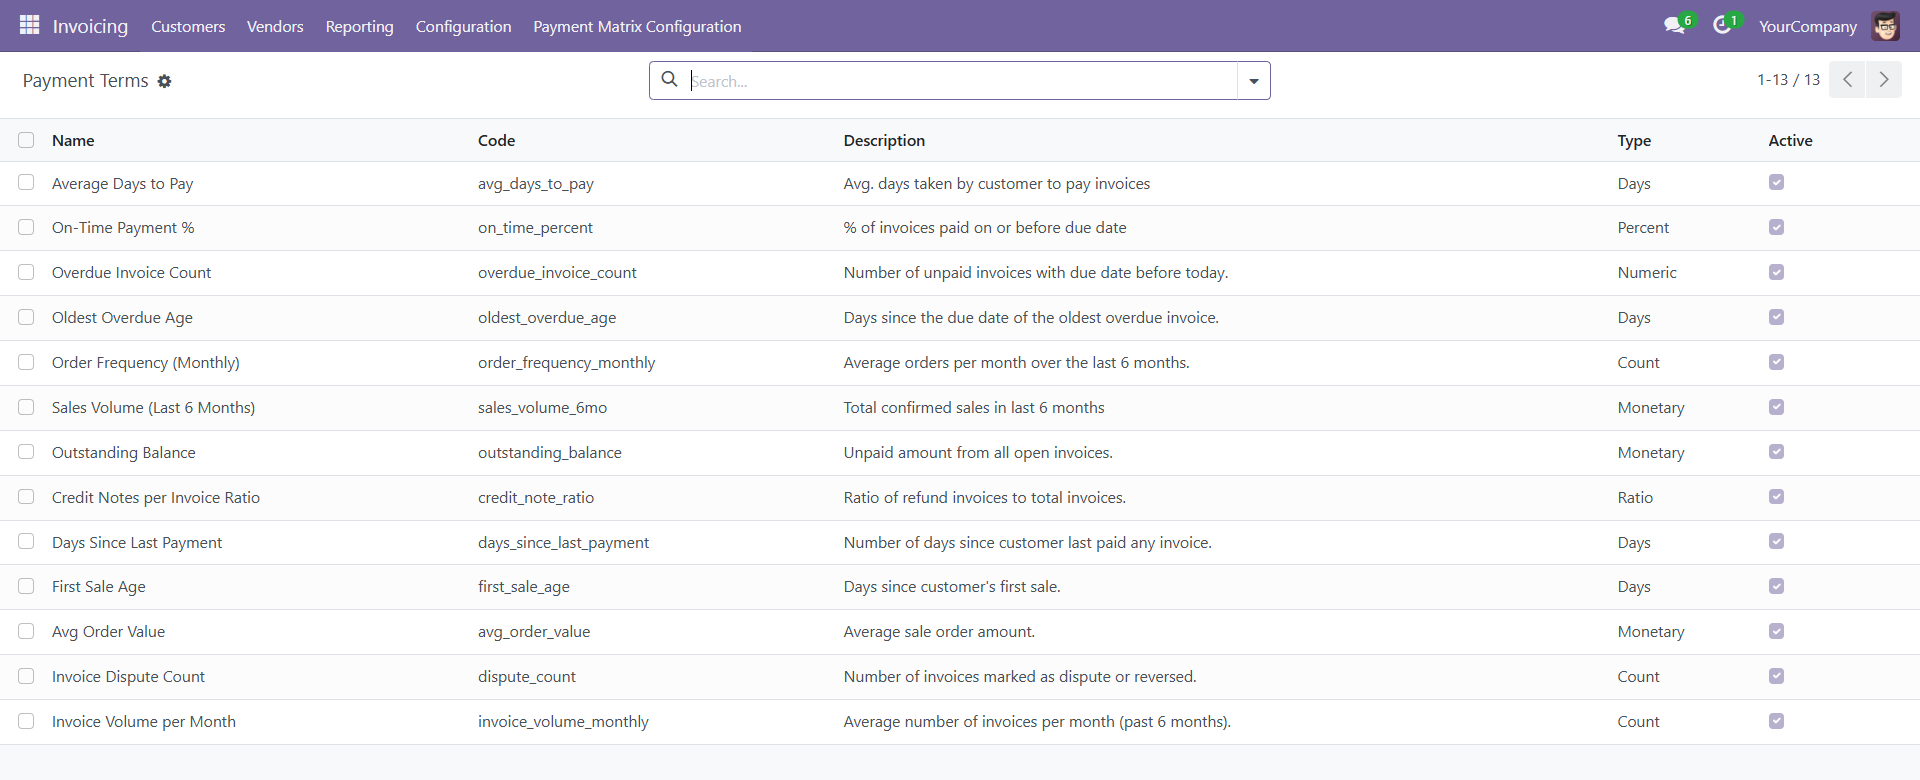 Invoicing Customers Vendors Reporting Configuration Payment Matrix Configuration 6 1 YourCompany
Payment Terms Search... 1-13 / 13
Name Code Description Type Active
Average Days to Pay avg_days_to_pay Avg. days taken by customer to pay invoices Days
On-Time Payment % on_time_percent % of invoices paid on or before due date Percent
Overdue Invoice Count overdue_invoice_count Number of unpaid invoices with due date before today. Numeric
Oldest Overdue Age oldest_overdue_age Days since the due date of the oldest overdue invoice. Days
Order Frequency (Monthly) order_frequency_monthly Average orders per month over the last 6 months. Count
Sales Volume (Last 6 Months) sales_volume_6mo Total confirmed sales in last 6 months Monetary
Outstanding Balance outstanding_balance Unpaid amount from all open invoices. Monetary
Credit Notes per Invoice Ratio credit_note_ratio Ratio of refund invoices to total invoices. Ratio
Days Since Last Payment days_since_last_payment Number of days since customer last paid any invoice. Days
First Sale Age first_sale_age Days since customer's first sale. Days
Avg Order Value avg_order_value Average sale order amount. Monetary
Invoice Dispute Count dispute_count Number of invoices marked as dispute or reversed. Count
Invoice Volume per Month invoice_volume_monthly Average number of invoices per month (past 6 months). Count